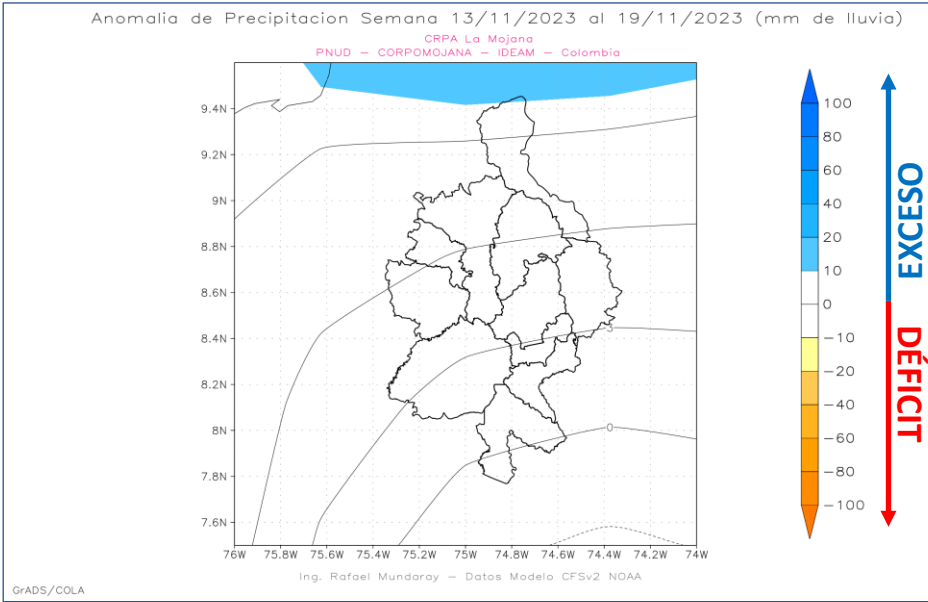 Anomalia de Precipitacion Semana 13/11/2023 al 19/11/2023 (mm de lluvia)
CRPA La Mojana
PNUD – CORPOMOJANA – IDEAM – Colombia
9.4N
9.2N
9N
8.8N
8.6N
8.4N
8.2N
8N
7.8N
7.6N
3
0
76W 75.8W 75.6W 75.4W 75.2W 75W 74.8W 74.6W 74.4W 74.2W 74W
100
80
60
40
20
10
0
−10
−20
−40
−60
−80
−100
EXCESO
DÉFICIT
Ing. Rafael Mundaray – Datos Modelo CFSv2 NOAA
GrADS/COLA